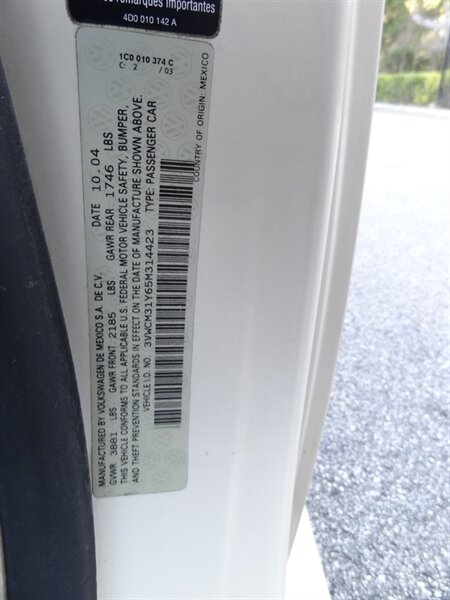 os remarques importantes
4D0 010 142 A
1C0 010 374 C
C: 2 / 03
MANUFACTURED BY VOLKSWAGEN DE MEXICO S.A. DE C.V. DATE 10.04
GVWR 3881 LBS GAWR FRONT 2185 LBS GAWR REAR 1746 LBS
THIS VEHICLE CONFORMS TO ALL APPLICABLE U.S. FEDERAL MOTOR VEHICLE SAFETY, BUMPER,
AND THEFT PREVENTION STANDARDS IN EFFECT ON THE DATE OF MANUFACTURE SHOWN ABOVE.
VEHICLE I.D. NO. 3VWCM31Y65M314423 TYPE: PASSENGER CAR
COUNTRY OF ORIGIN: MEXICO